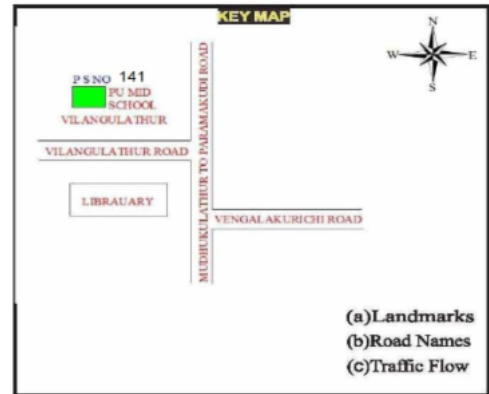 KEY MAP
N
W E
S
P S NO 141
PU MID
SCHOOL
VILANGULATHUR
VILANGULATHUR ROAD
MUDHUKULATHUR TO PARAMAKUDI ROAD
LIBRAUARY
VENGALAKURICHI ROAD
(a)Landmarks
(b)Road Names
(c)Traffic Flow